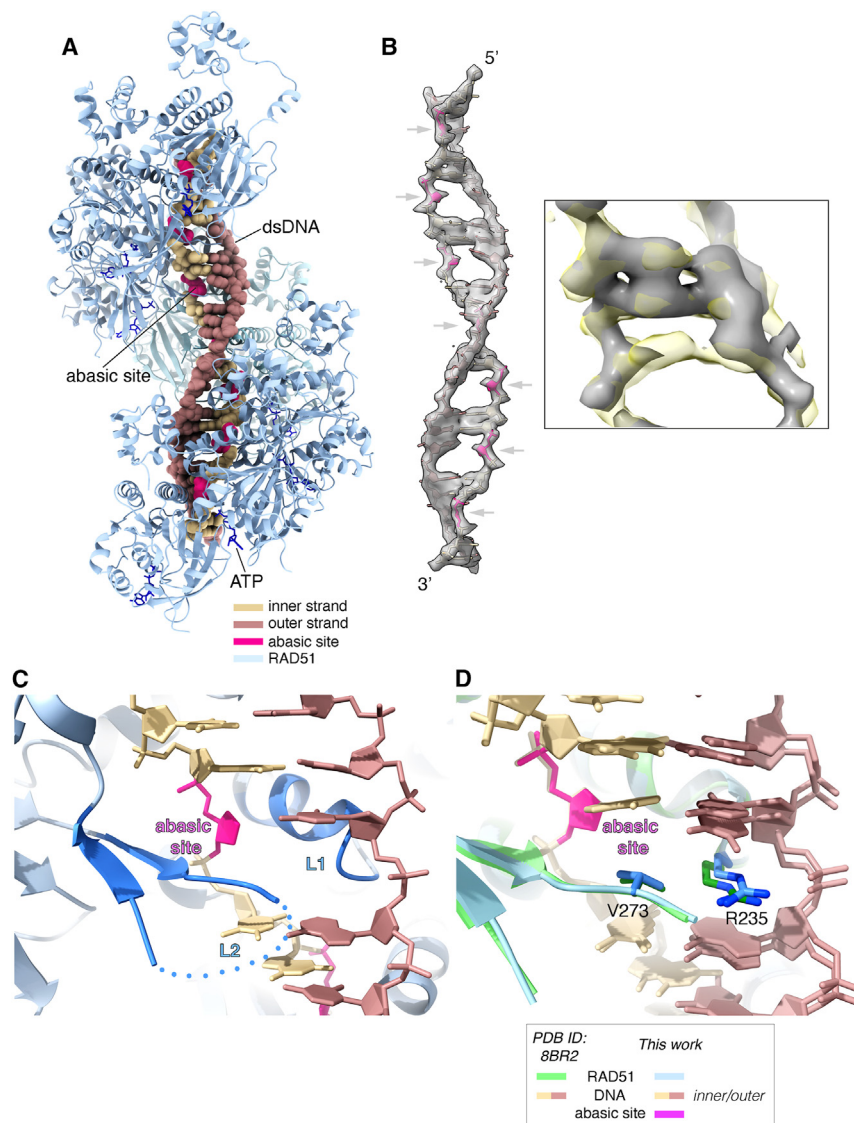 A
B
5’
dsDNA
abasic site
ATP
3’
inner strand
outer strand
abasic site
RAD51
C
D
abasic
site
L1
L2
abasic
site
V273
R235
PDB ID:
8BR2
This work
RAD51
DNA
inner/outer
abasic site